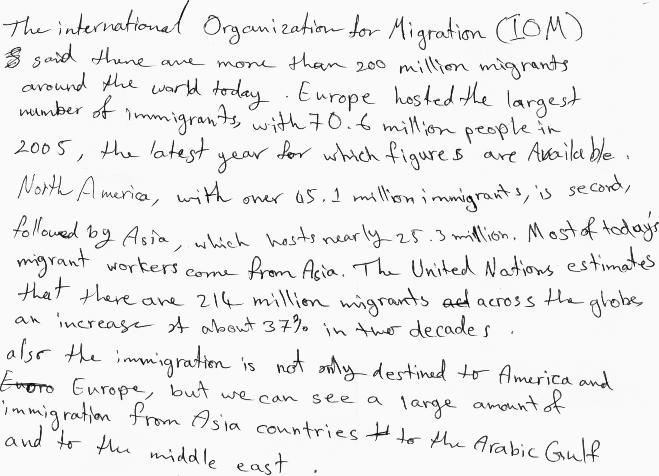 The international Organization for Migration (IOM)
said there are more than 200 million migrants
around the world today. Europe hosted the largest
number of immigrants, with 70.6 million people in
2005, the latest year for which figures are Available.
North America, with over 45.1 million immigrants, is second,
followed by Asia, which hosts nearly 25.3 million. Most of today's
migrant workers come from Asia. The United Nations estimates
that there are 214 million migrants across the globe,
an increase of about 37% in two decades.
also the immigration is not only destined to America and
Europe, but we can see a large amount of
immigration from Asia countries to the Arabic Gulf
and to the middle east.